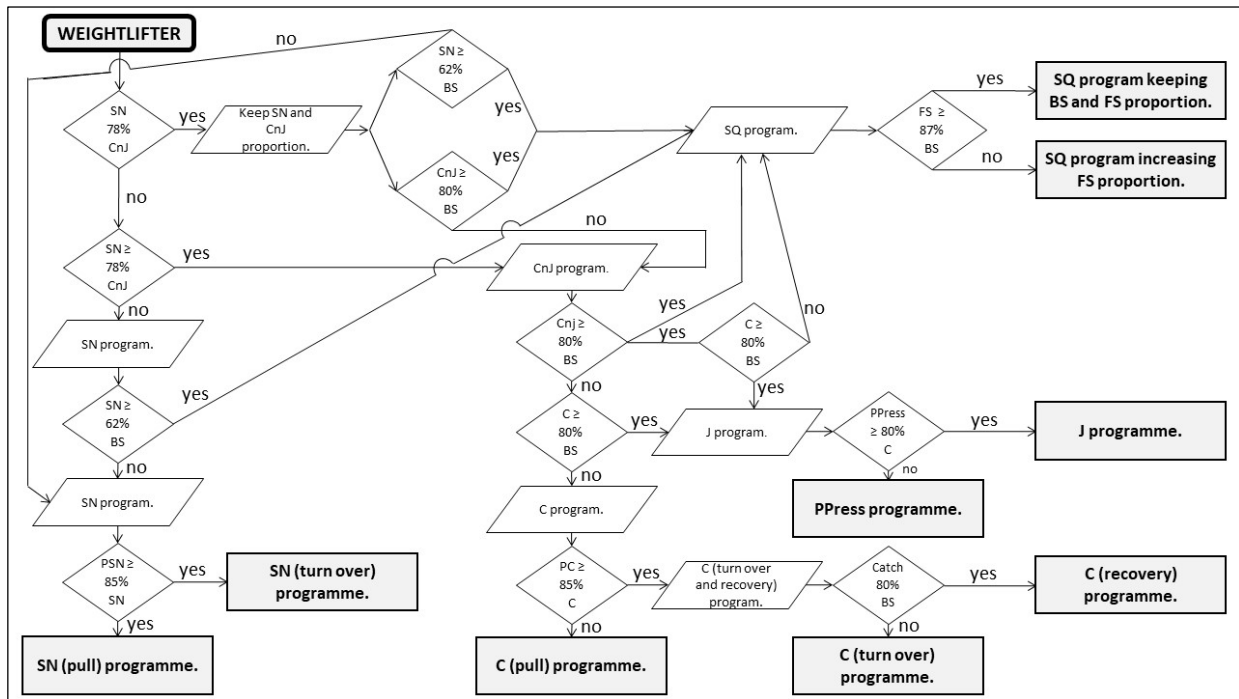 WEIGHTLIFTER
no
SN ≥
62%
BS
yes
SN
78%
CnJ
yes
Keep SN and
CnJ
proportion.
yes
CnJ ≥
80%
BS
no
SQ program.
FS ≥
87%
BS
yes
SQ program keeping
BS and FS proportion.
no
SQ program increasing
FS proportion.
no
SN ≥
78%
CnJ
yes
CnJ program.
no
SN program.
Cnj ≥
80%
BS
yes
yes
C ≥
80%
BS
no
no
yes
SN ≥
62%
BS
yes
C ≥
80%
BS
yes
J program.
PPress
≥ 80%
C
yes
J programme.
no
PPress programme.
no
SN program.
no
C program.
PSN ≥
85%
SN
yes
SN (turn over)
programme.
yes
SN (pull) programme.
PC ≥
85%
C
yes
C (turn over
and recovery)
program.
Catch
80%
BS
yes
C (recovery)
programme.
no
C (pull) programme.
no
C (turn over)
programme.